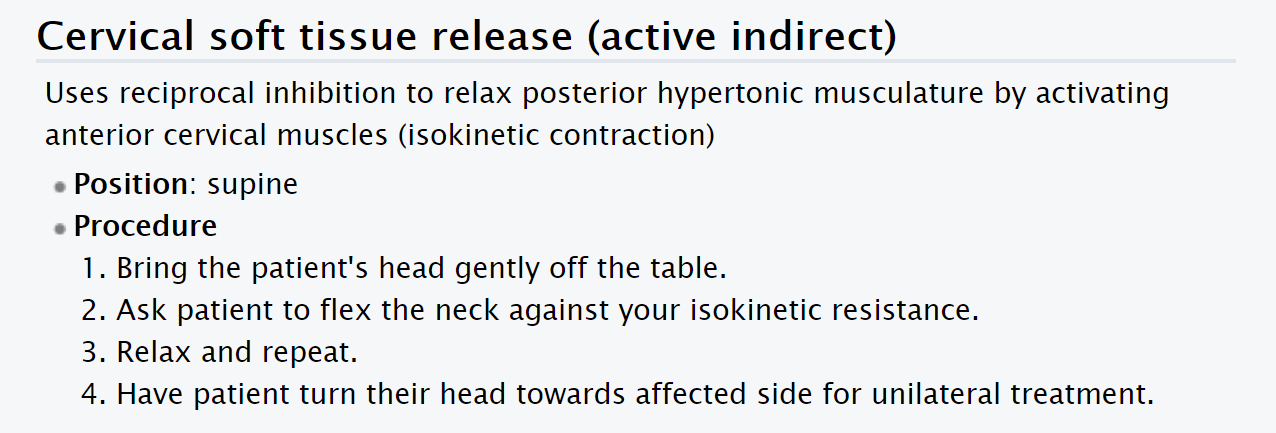 Cervical soft tissue release (active indirect)
Uses reciprocal inhibition to relax posterior hypertonic musculature by activating
anterior cervical muscles (isokinetic contraction)
Position: supine
Procedure
1. Bring the patient's head gently off the table.
2. Ask patient to flex the neck against your isokinetic resistance.
3. Relax and repeat.
4. Have patient turn their head towards affected side for unilateral treatment.